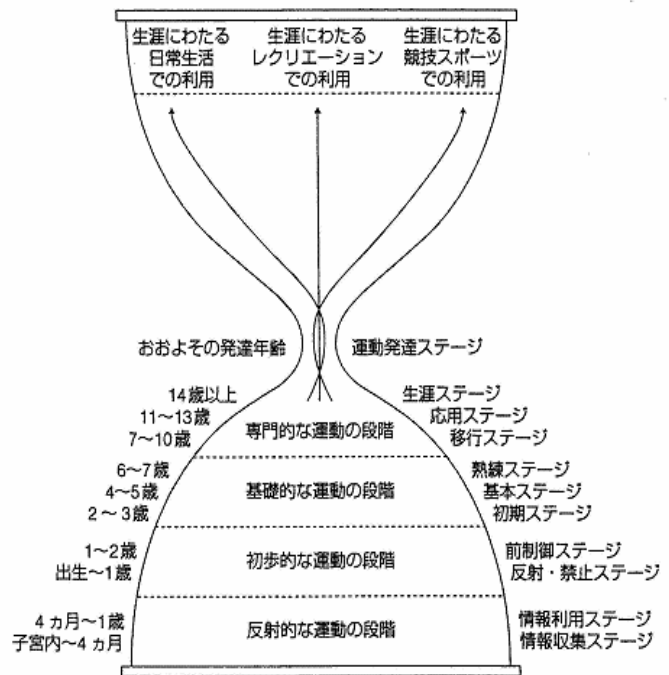 生涯にわたる
日常生活
での利用
生涯にわたる
レクリエーション
での利用
生涯にわたる
競技スポーツ
での利用
おおよその発達年齢
運動発達ステージ
14歳以上
11〜13歳
7〜10歳
専門的な運動の段階
生涯ステージ
応用ステージ
移行ステージ
6〜7歳
4〜5歳
2〜3歳
基礎的な運動の段階
熟練ステージ
基本ステージ
初期ステージ
1〜2歳
出生〜1歳
初歩的な運動の段階
前制御ステージ
反射・禁止ステージ
4ヵ月〜1歳
子宮内〜4ヵ月
反射的な運動の段階
情報利用ステージ
情報収集ステージ